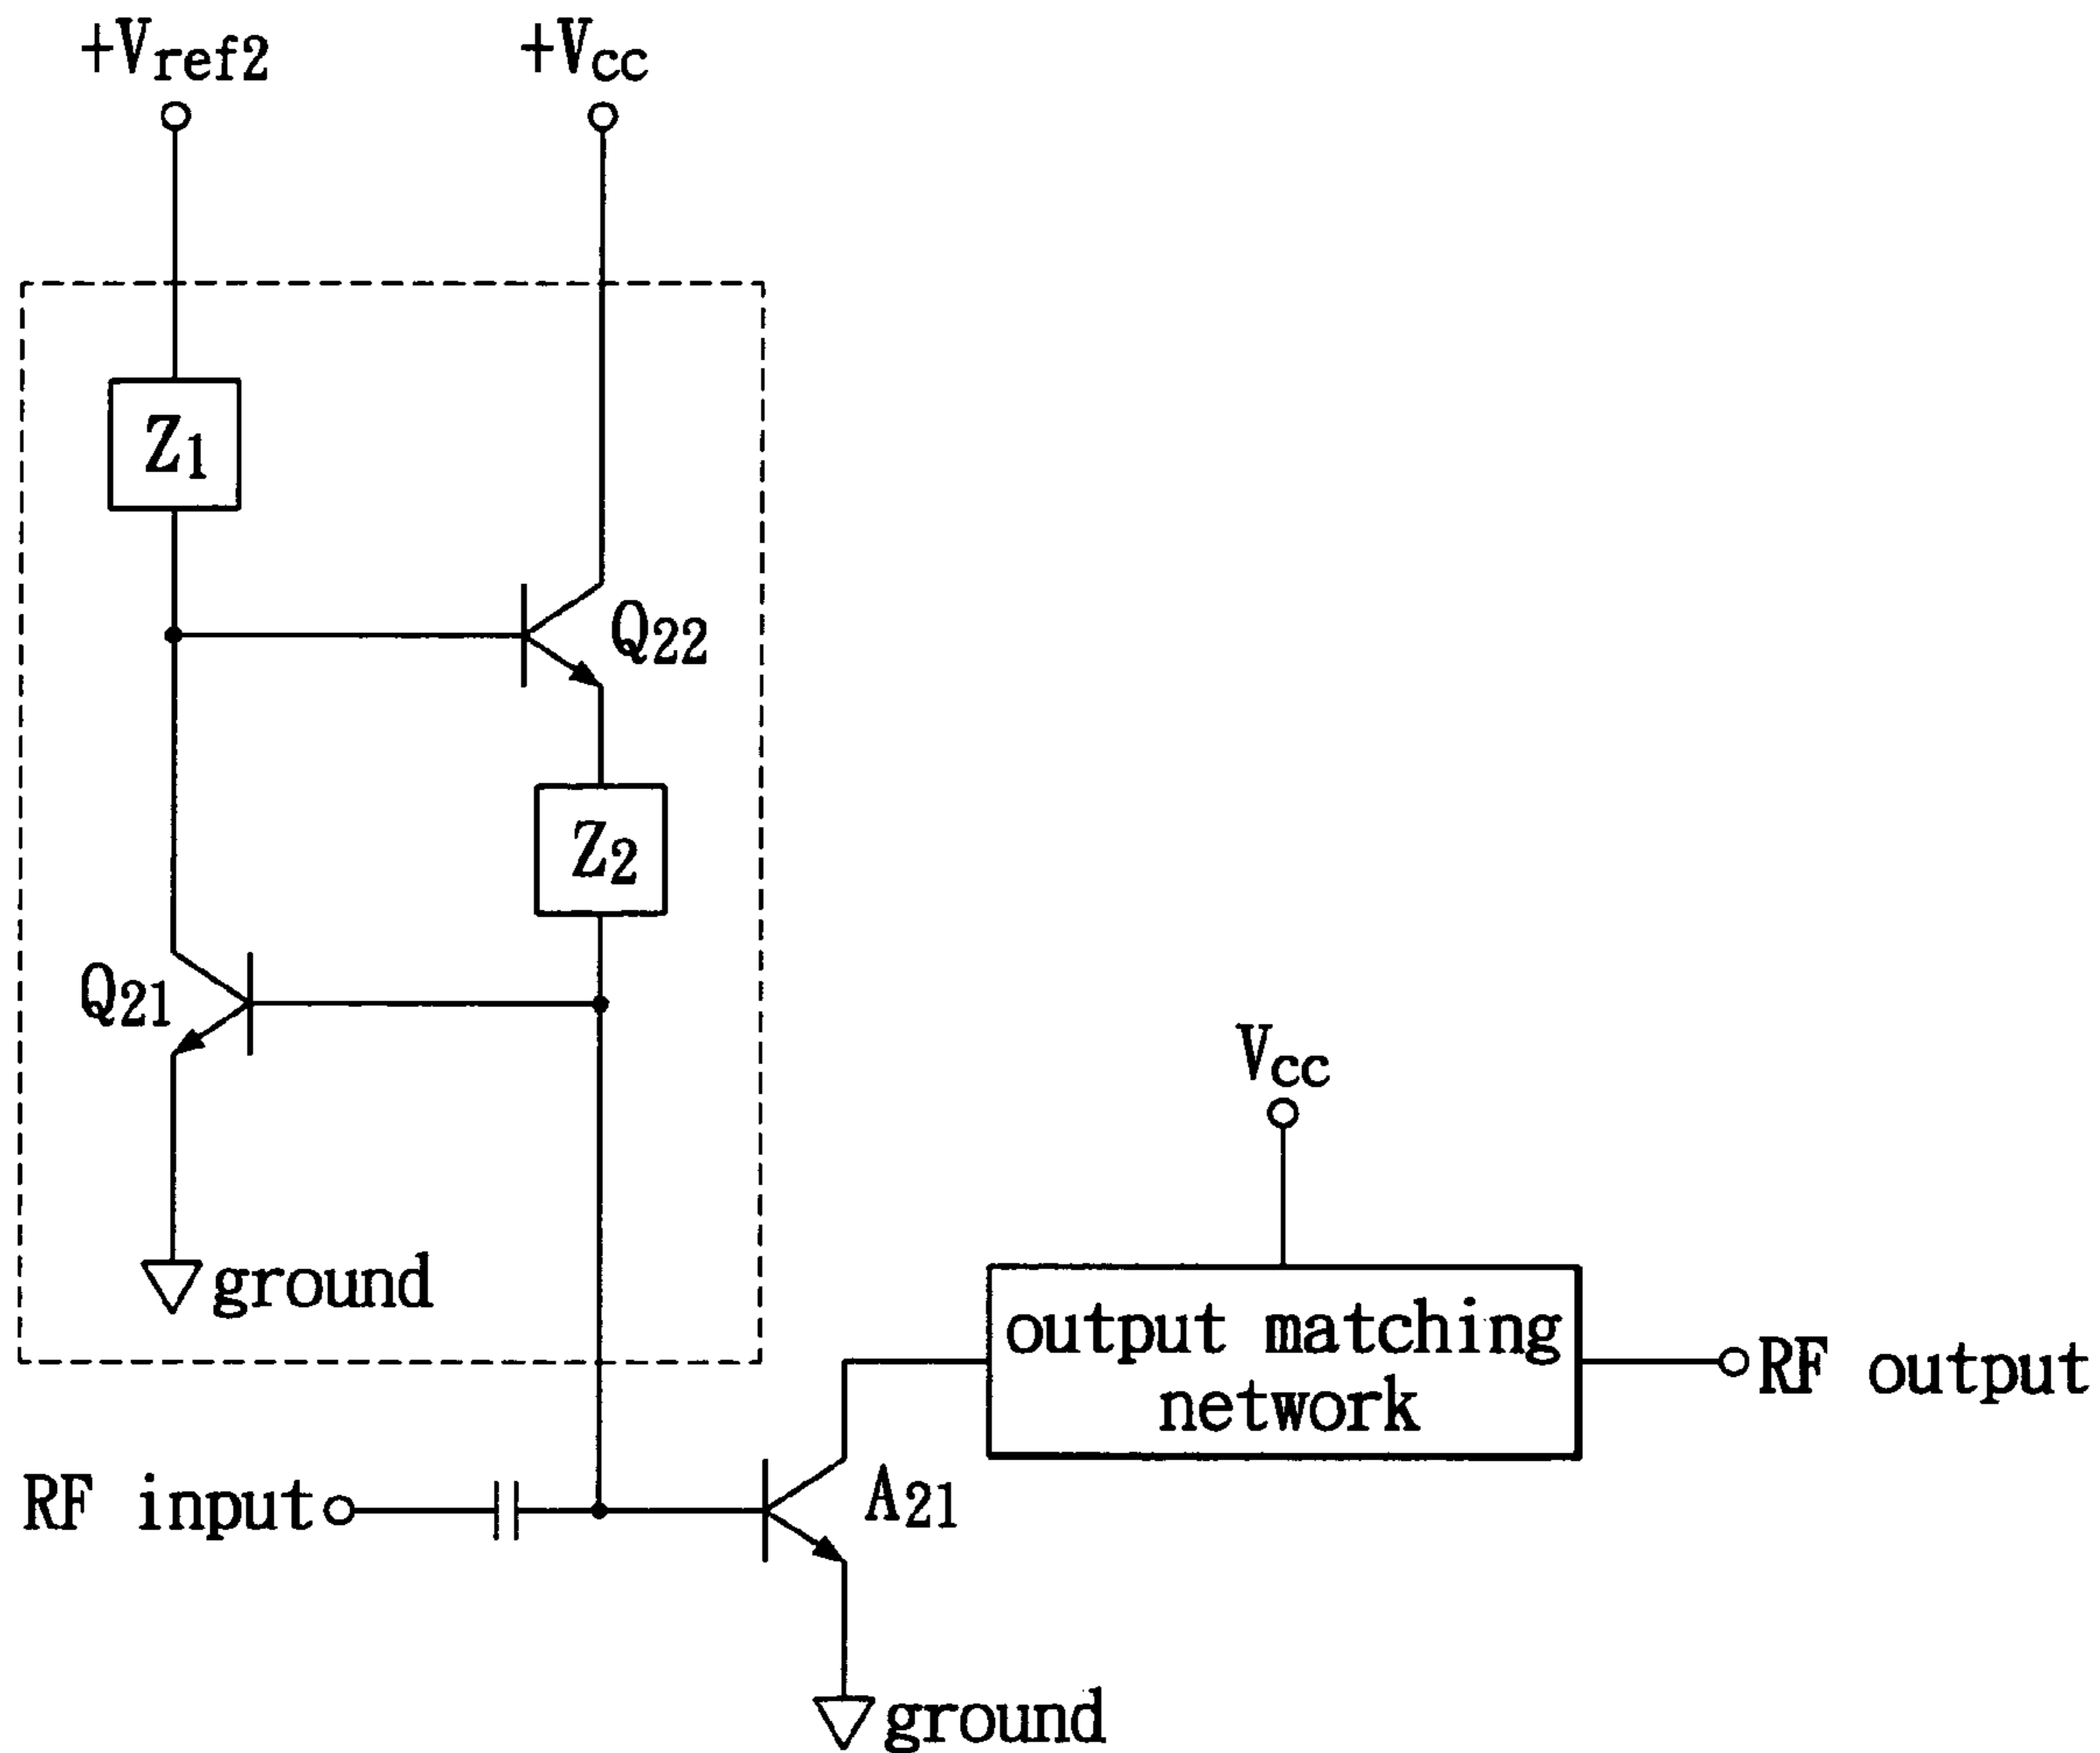 +Vref2
+Vcc
Z1
Q22
Z2
Q21
Vcc
ground
output matching
network
RF output
RF input
A21
ground